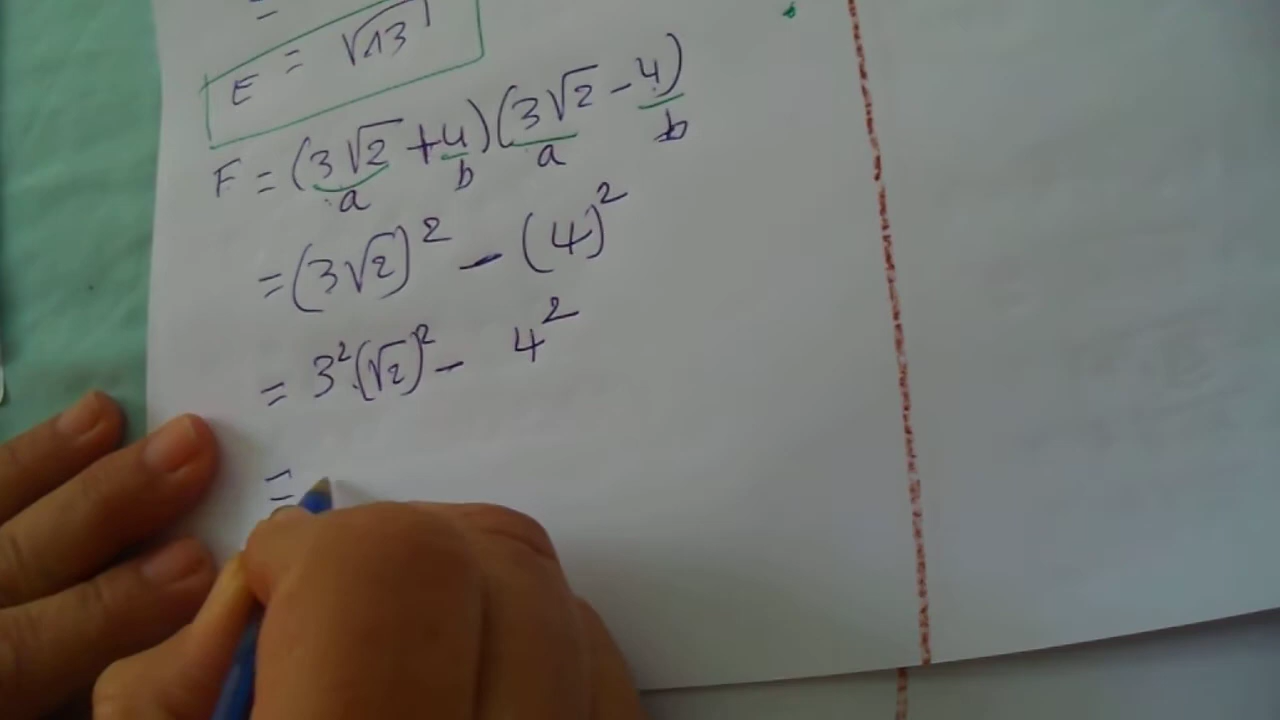 =
E = √13
F = (3√2 + 4)(3√2 - 4)
a b a b
= (3√2)² - (4)²
= 3².(√2)² - 4²
=